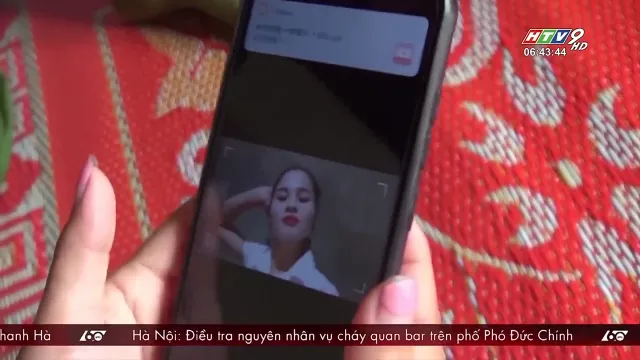 HTV9 HD
06:43:44
hanh Hà
60
Hà Nội: Điều tra nguyên nhân vụ cháy quan bar trên phố Phó Đức Chính